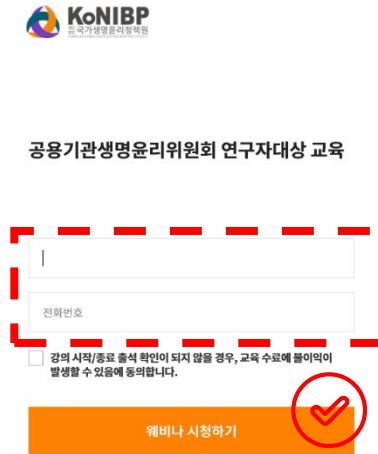 KoNIBP
국가생명윤리정책원
공용기관생명윤리위원회 연구자대상 교육
전화번호
강의 시작/종료 출석 확인이 되지 않을 경우, 교육 수료에 불이익이
발생할 수 있음에 동의합니다.
웨비나 시청하기